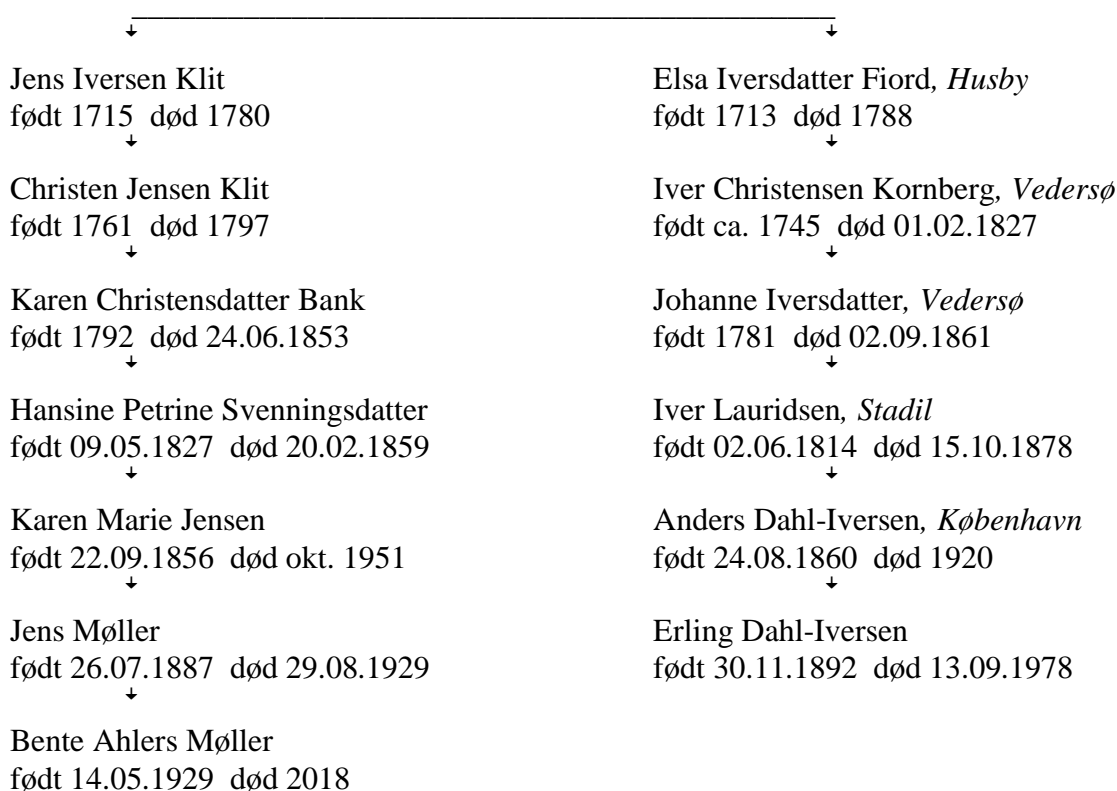 Jens Iversen Klit
født 1715 død 1780
Christen Jensen Klit
født 1761 død 1797
Karen Christensdatter Bank
født 1792 død 24.06.1853
Hansine Petrine Svenningsdatter
født 09.05.1827 død 20.02.1859
Karen Marie Jensen
født 22.09.1856 død okt. 1951
Jens Møller
født 26.07.1887 død 29.08.1929
Bente Ahlers Møller
født 14.05.1929 død 2018
Elsa Iversdatter Fiord, Husby
født 1713 død 1788
Iver Christensen Kornberg, Vedersø
født ca. 1745 død 01.02.1827
Johanne Iversdatter, Vedersø
født 1781 død 02.09.1861
Iver Lauridsen, Stadil
født 02.06.1814 død 15.10.1878
Anders Dahl-Iversen, København
født 24.08.1860 død 1920
Erling Dahl-Iversen
født 30.11.1892 død 13.09.1978